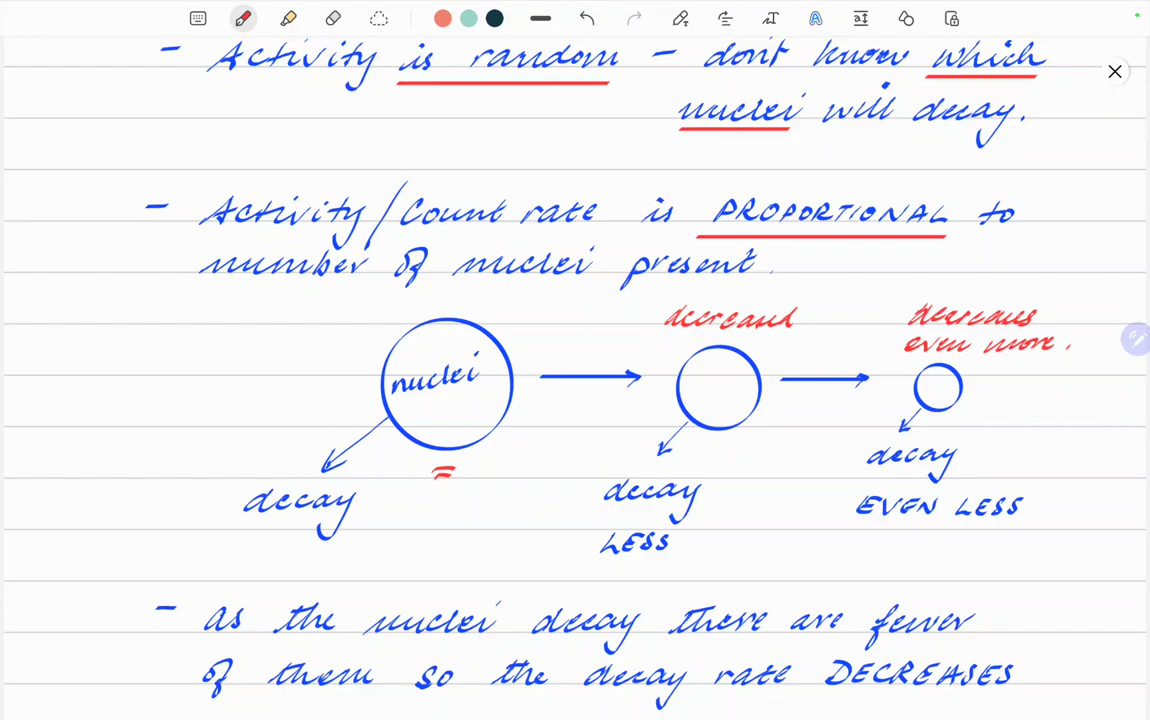 - Activity is random - don't know which
nuclei will decay.
- Activity/Count rate is PROPORTIONAL to
number of nuclei present.
decreased
decreases
even more.
nuclei
decay
decay
LESS
decay
EVEN LESS
- as the nuclei decay there are fewer
of them so the decay rate DECREASES